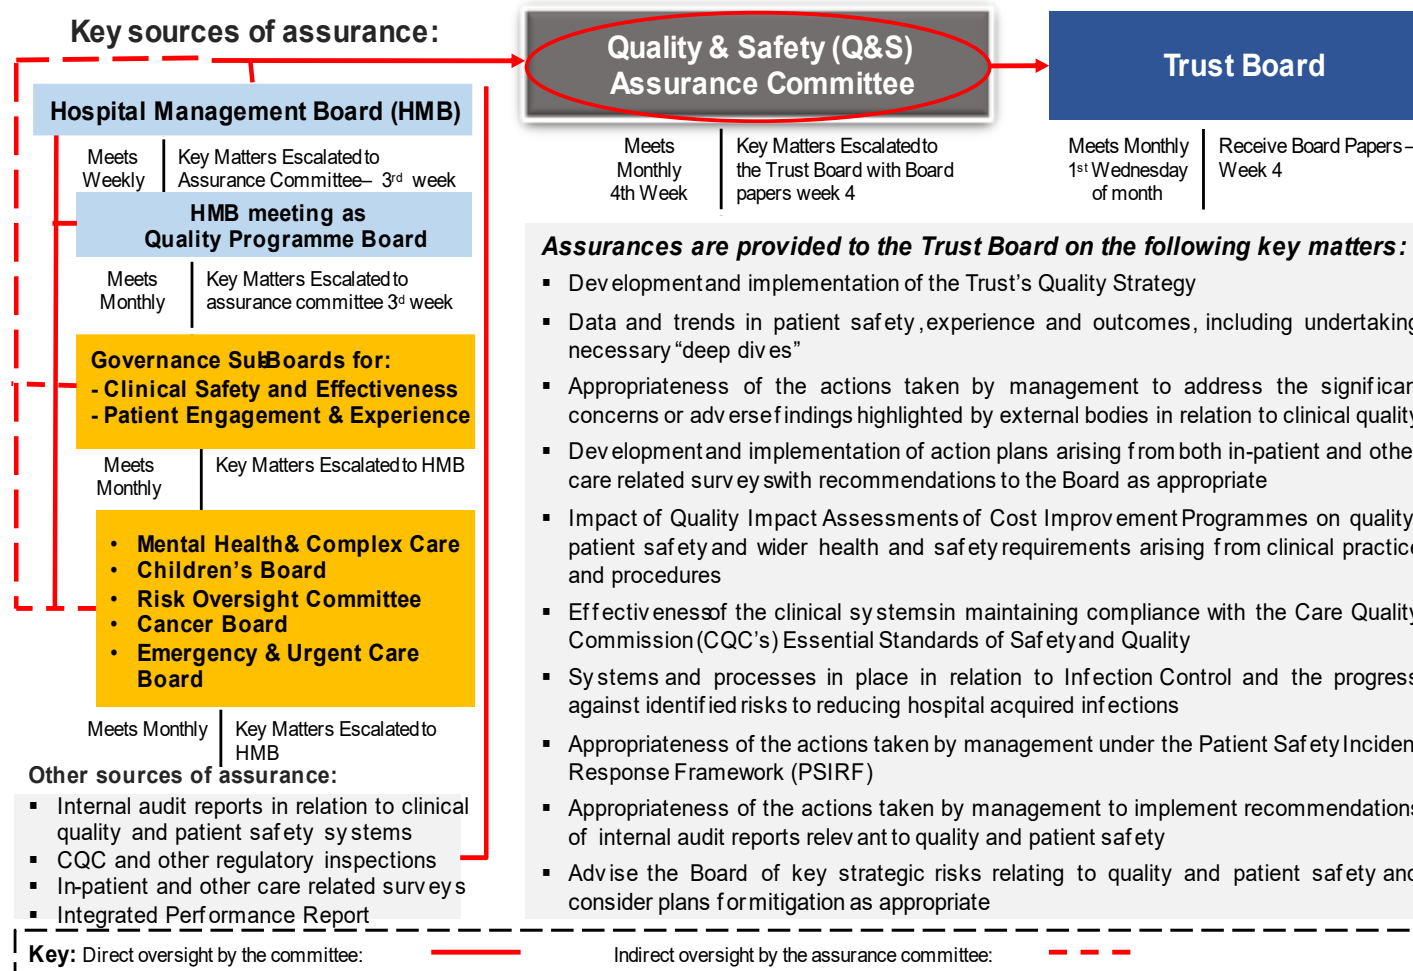 Key sources of assurance:
Hospital Management Board (HMB)
Meets
Weekly
Key Matters Escalated to
Assurance Committee– 3rd week
HMB meeting as
Quality Programme Board
Meets
Monthly
Key Matters Escalated to
assurance committee 3d week
Governance Sub Boards for:
- Clinical Safety and Effectiveness
- Patient Engagement & Experience
Meets
Monthly
Key Matters Escalated to HMB
• Mental Health & Complex Care
• Children’s Board
• Risk Oversight Committee
• Cancer Board
• Emergency & Urgent Care
Board
Meets Monthly
Key Matters Escalated to
HMB
Other sources of assurance:
▪ Internal audit reports in relation to clinical
quality and patient safety systems
▪ CQC and other regulatory inspections
▪ In-patient and other care related surveys
▪ Integrated Performance Report
Quality & Safety (Q&S)
Assurance Committee
Meets
Monthly
4th Week
Key Matters Escalated to
the Trust Board with Board
papers week 4
Trust Board
Meets Monthly
1st Wednesday
of month
Receive Board Papers –
Week 4
Assurances are provided to the Trust Board on the following key matters:
▪ Development and implementation of the Trust’s Quality Strategy
▪ Data and trends in patient safety, experience and outcomes, including undertaking
necessary “deep dives”
▪ Appropriateness of the actions taken by management to address the significan
concerns or adverse findings highlighted by external bodies in relation to clinical quality
▪ Development and implementation of action plans arising from both in-patient and othe
care related surveys with recommendations to the Board as appropriate
▪ Impact of Quality Impact Assessments of Cost Improvement Programmes on quality
patient safety and wider health and safety requirements arising from clinical practice
and procedures
▪ Effectiveness of the clinical systems in maintaining compliance with the Care Quality
Commission (CQC’s) Essential Standards of Safety and Quality
▪ Systems and processes in place in relation to Infection Control and the progress
against identified risks to reducing hospital acquired infections
▪ Appropriateness of the actions taken by management under the Patient Safety Inciden
Response Framework (PSIRF)
▪ Appropriateness of the actions taken by management to implement recommendations
of internal audit reports relevant to quality and patient safety
▪ Advise the Board of key strategic risks relating to quality and patient safety and
consider plans for mitigation as appropriate
Key: Direct oversight by the committee:
Indirect oversight by the assurance committee: